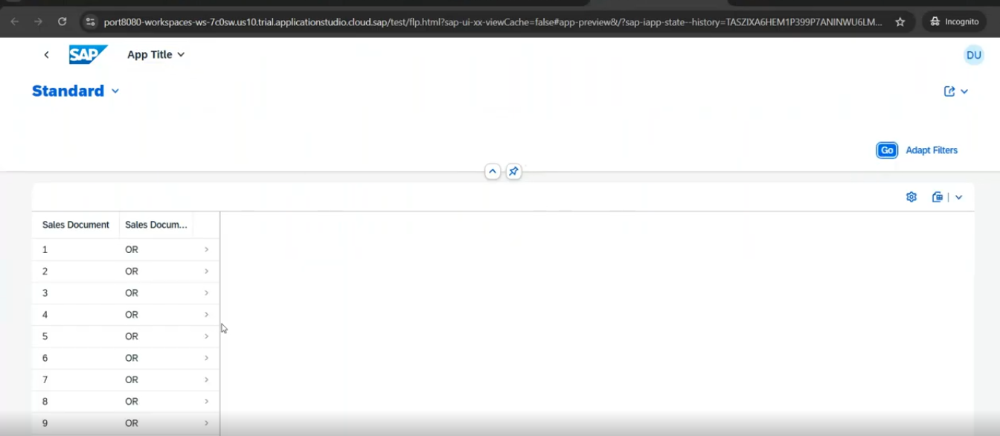 port8080-workspaces-ws-7c0sw.us10.trial.applicationstudio.cloud.sap/test/flp.html?sap-ui-xx-viewCache=false#app-preview&/?sap-iapp-state--history=TASZIXA6HEM1P399P7ANINWU6LM... Incognito
SAP App Title DU
Standard
Go Adapt Filters
Sales Document Sales Docum...
1 OR
2 OR
3 OR
4 OR
5 OR
6 OR
7 OR
8 OR
9 OR